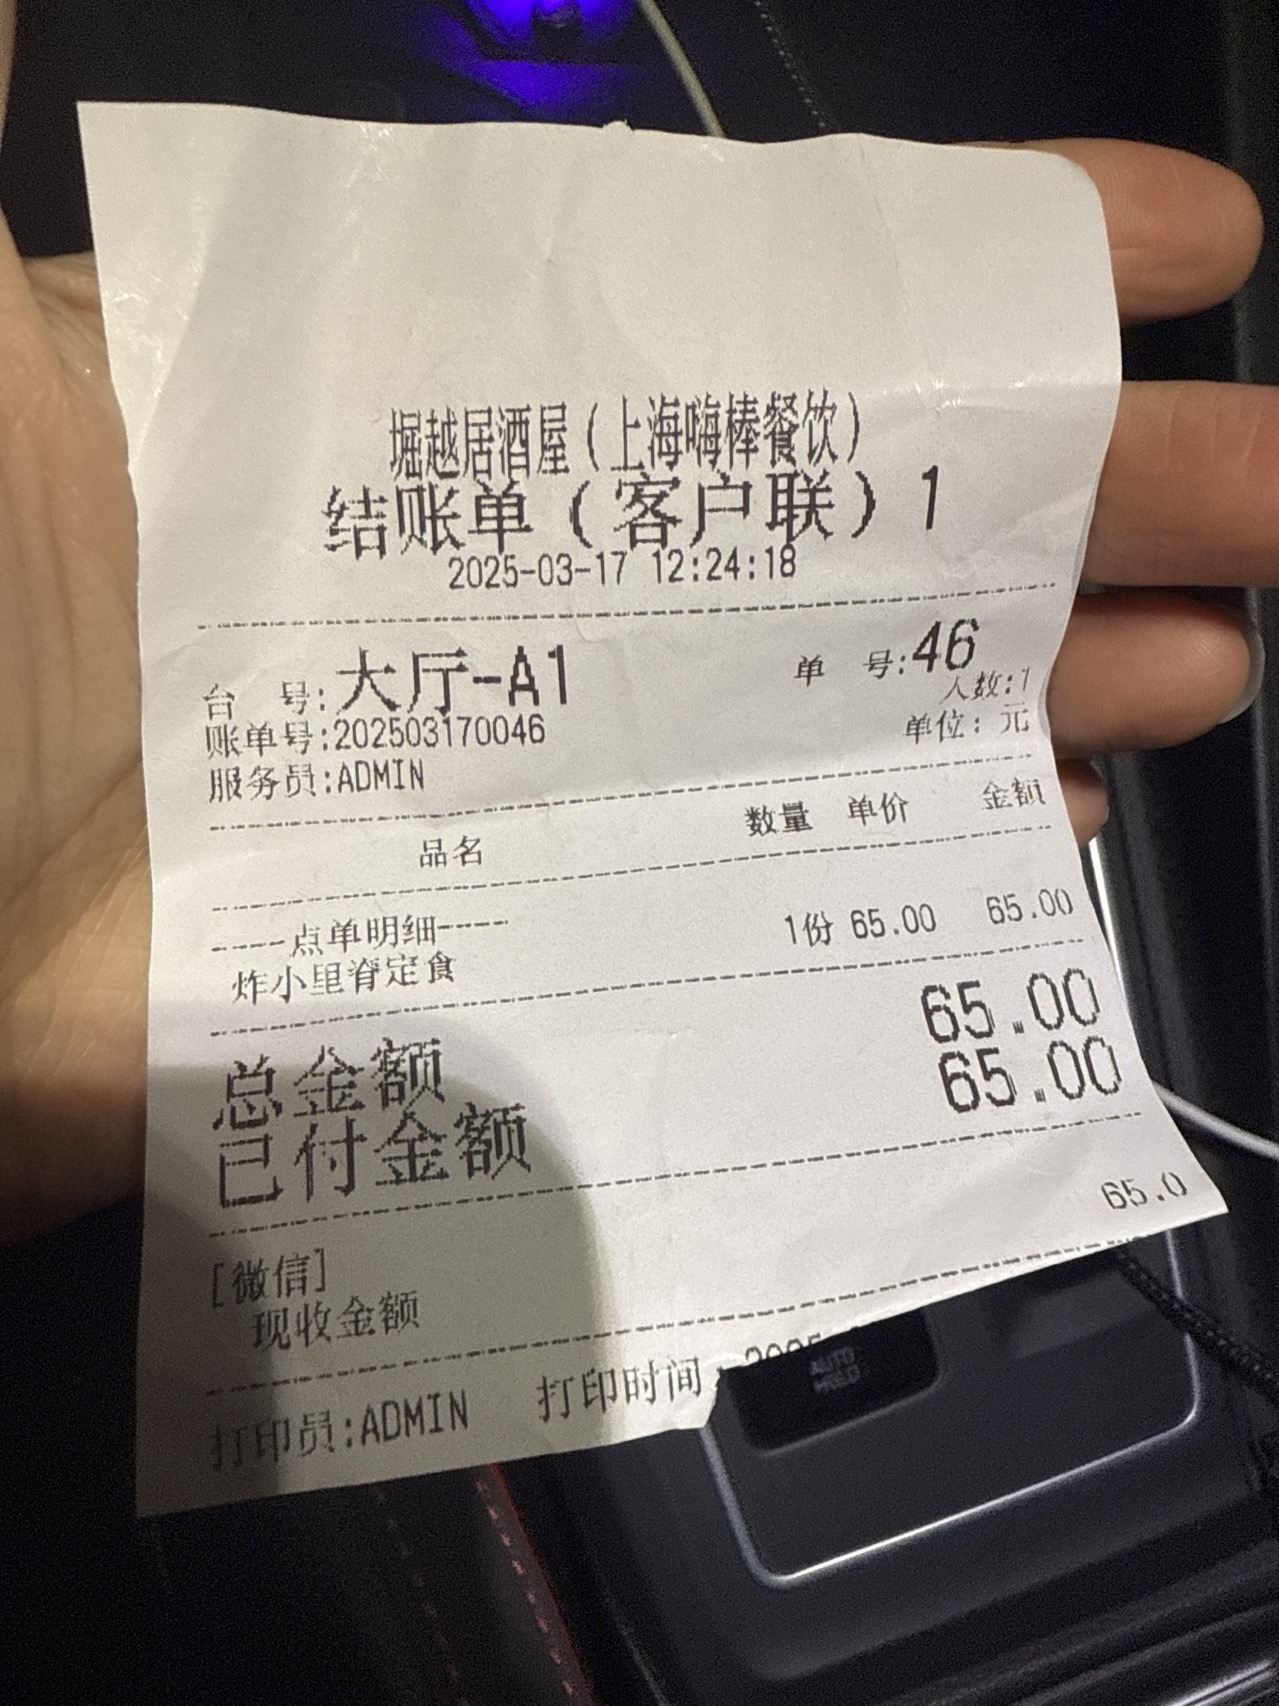 堀越居酒屋（上海嗨棒餐饮）
结账单（客户联）1
2025-03-17 12:24:18
台 号:大厅-A1 单 号:46
账单号:202503170046 人数:1
服务员:ADMIN 单位: 元
品名 数量 单价 金额
----点单明细----
炸小里脊定食 1份 65.00 65.00
总金额 65.00
已付金额 65.00
[微信]
现收金额 65.0
打印员:ADMIN 打印时间: 2025
AUTO
HOLD